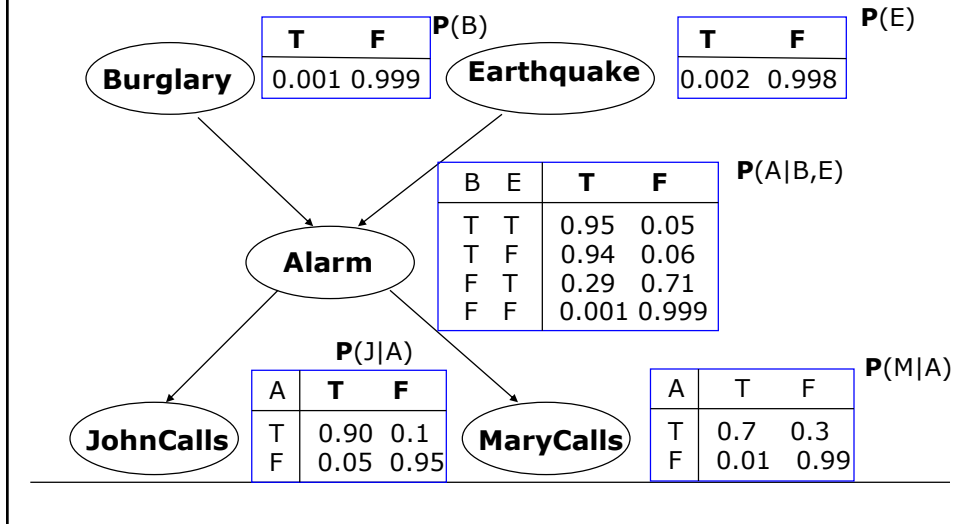 P(B)
T F
0.001 0.999
Burglary
P(E)
T F
0.002 0.998
Earthquake
P(A|B,E)
B E T F
T T 0.95 0.05
T F 0.94 0.06
F T 0.29 0.71
F F 0.001 0.999
Alarm
P(J|A)
A T F
T 0.90 0.1
F 0.05 0.95
JohnCalls
P(M|A)
A T F
T 0.7 0.3
F 0.01 0.99
MaryCalls